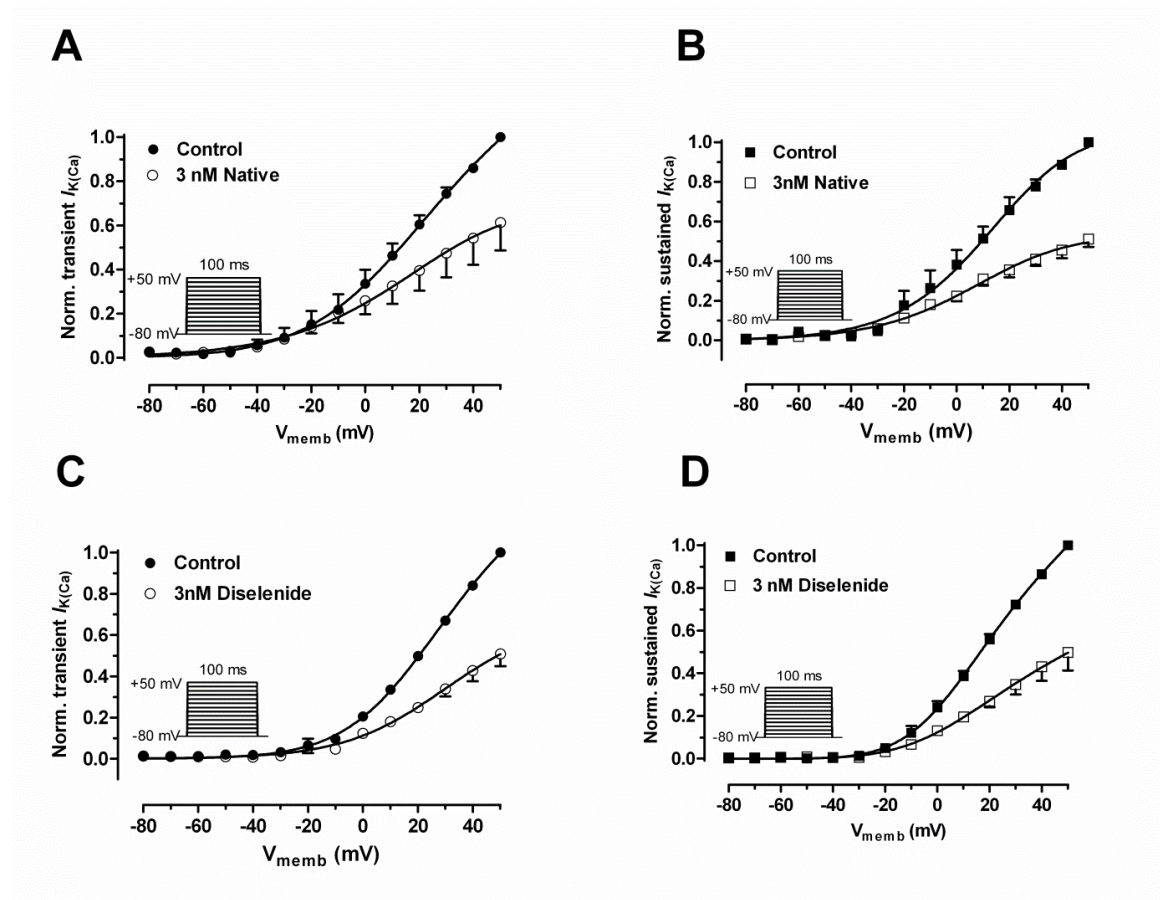 A
Norm. transient IK(Ca)
1.0
0.8
0.6
0.4
0.2
0.0
Control
3 nM Native
100 ms
+50 mV
-80 mV
-80 -60 -40 -20 0 20 40
Vmemb (mV)
B
Norm. sustained IK(Ca)
1.0
0.8
0.6
0.4
0.2
0.0
Control
3nM Native
100 ms
+50 mV
-80 mV
-80 -60 -40 -20 0 20 40
Vmemb (mV)
C
Norm. transient IK(Ca)
1.0
0.8
0.6
0.4
0.2
0.0
Control
3nM Diselenide
100 ms
+50 mV
-80 mV
-80 -60 -40 -20 0 20 40
Vmemb (mV)
D
Norm. sustained IK(Ca)
1.0
0.8
0.6
0.4
0.2
0.0
Control
3 nM Diselenide
100 ms
+50 mV
-80 mV
-80 -60 -40 -20 0 20 40
Vmemb (mV)